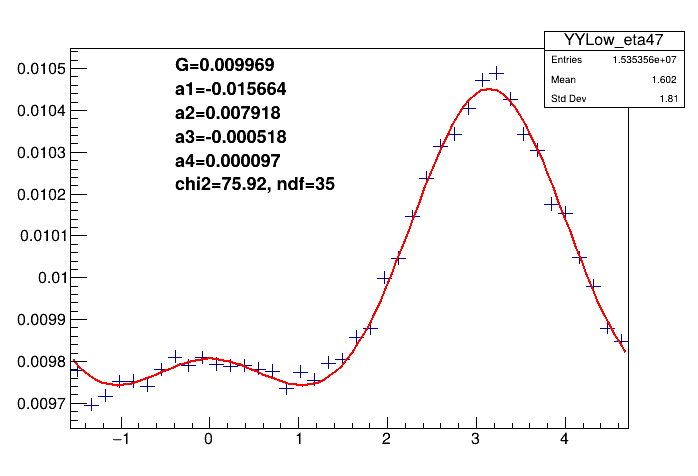 YYLow_eta47
Entries 1.535356e+07
Mean 1.602
Std Dev 1.81
G=0.009969
a1=-0.015664
a2=0.007918
a3=-0.000518
a4=0.000097
chi2=75.92, ndf=35
0.0105
0.0104
0.0103
0.0102
0.0101
0.01
0.0099
0.0098
0.0097
−1 0 1 2 3 4